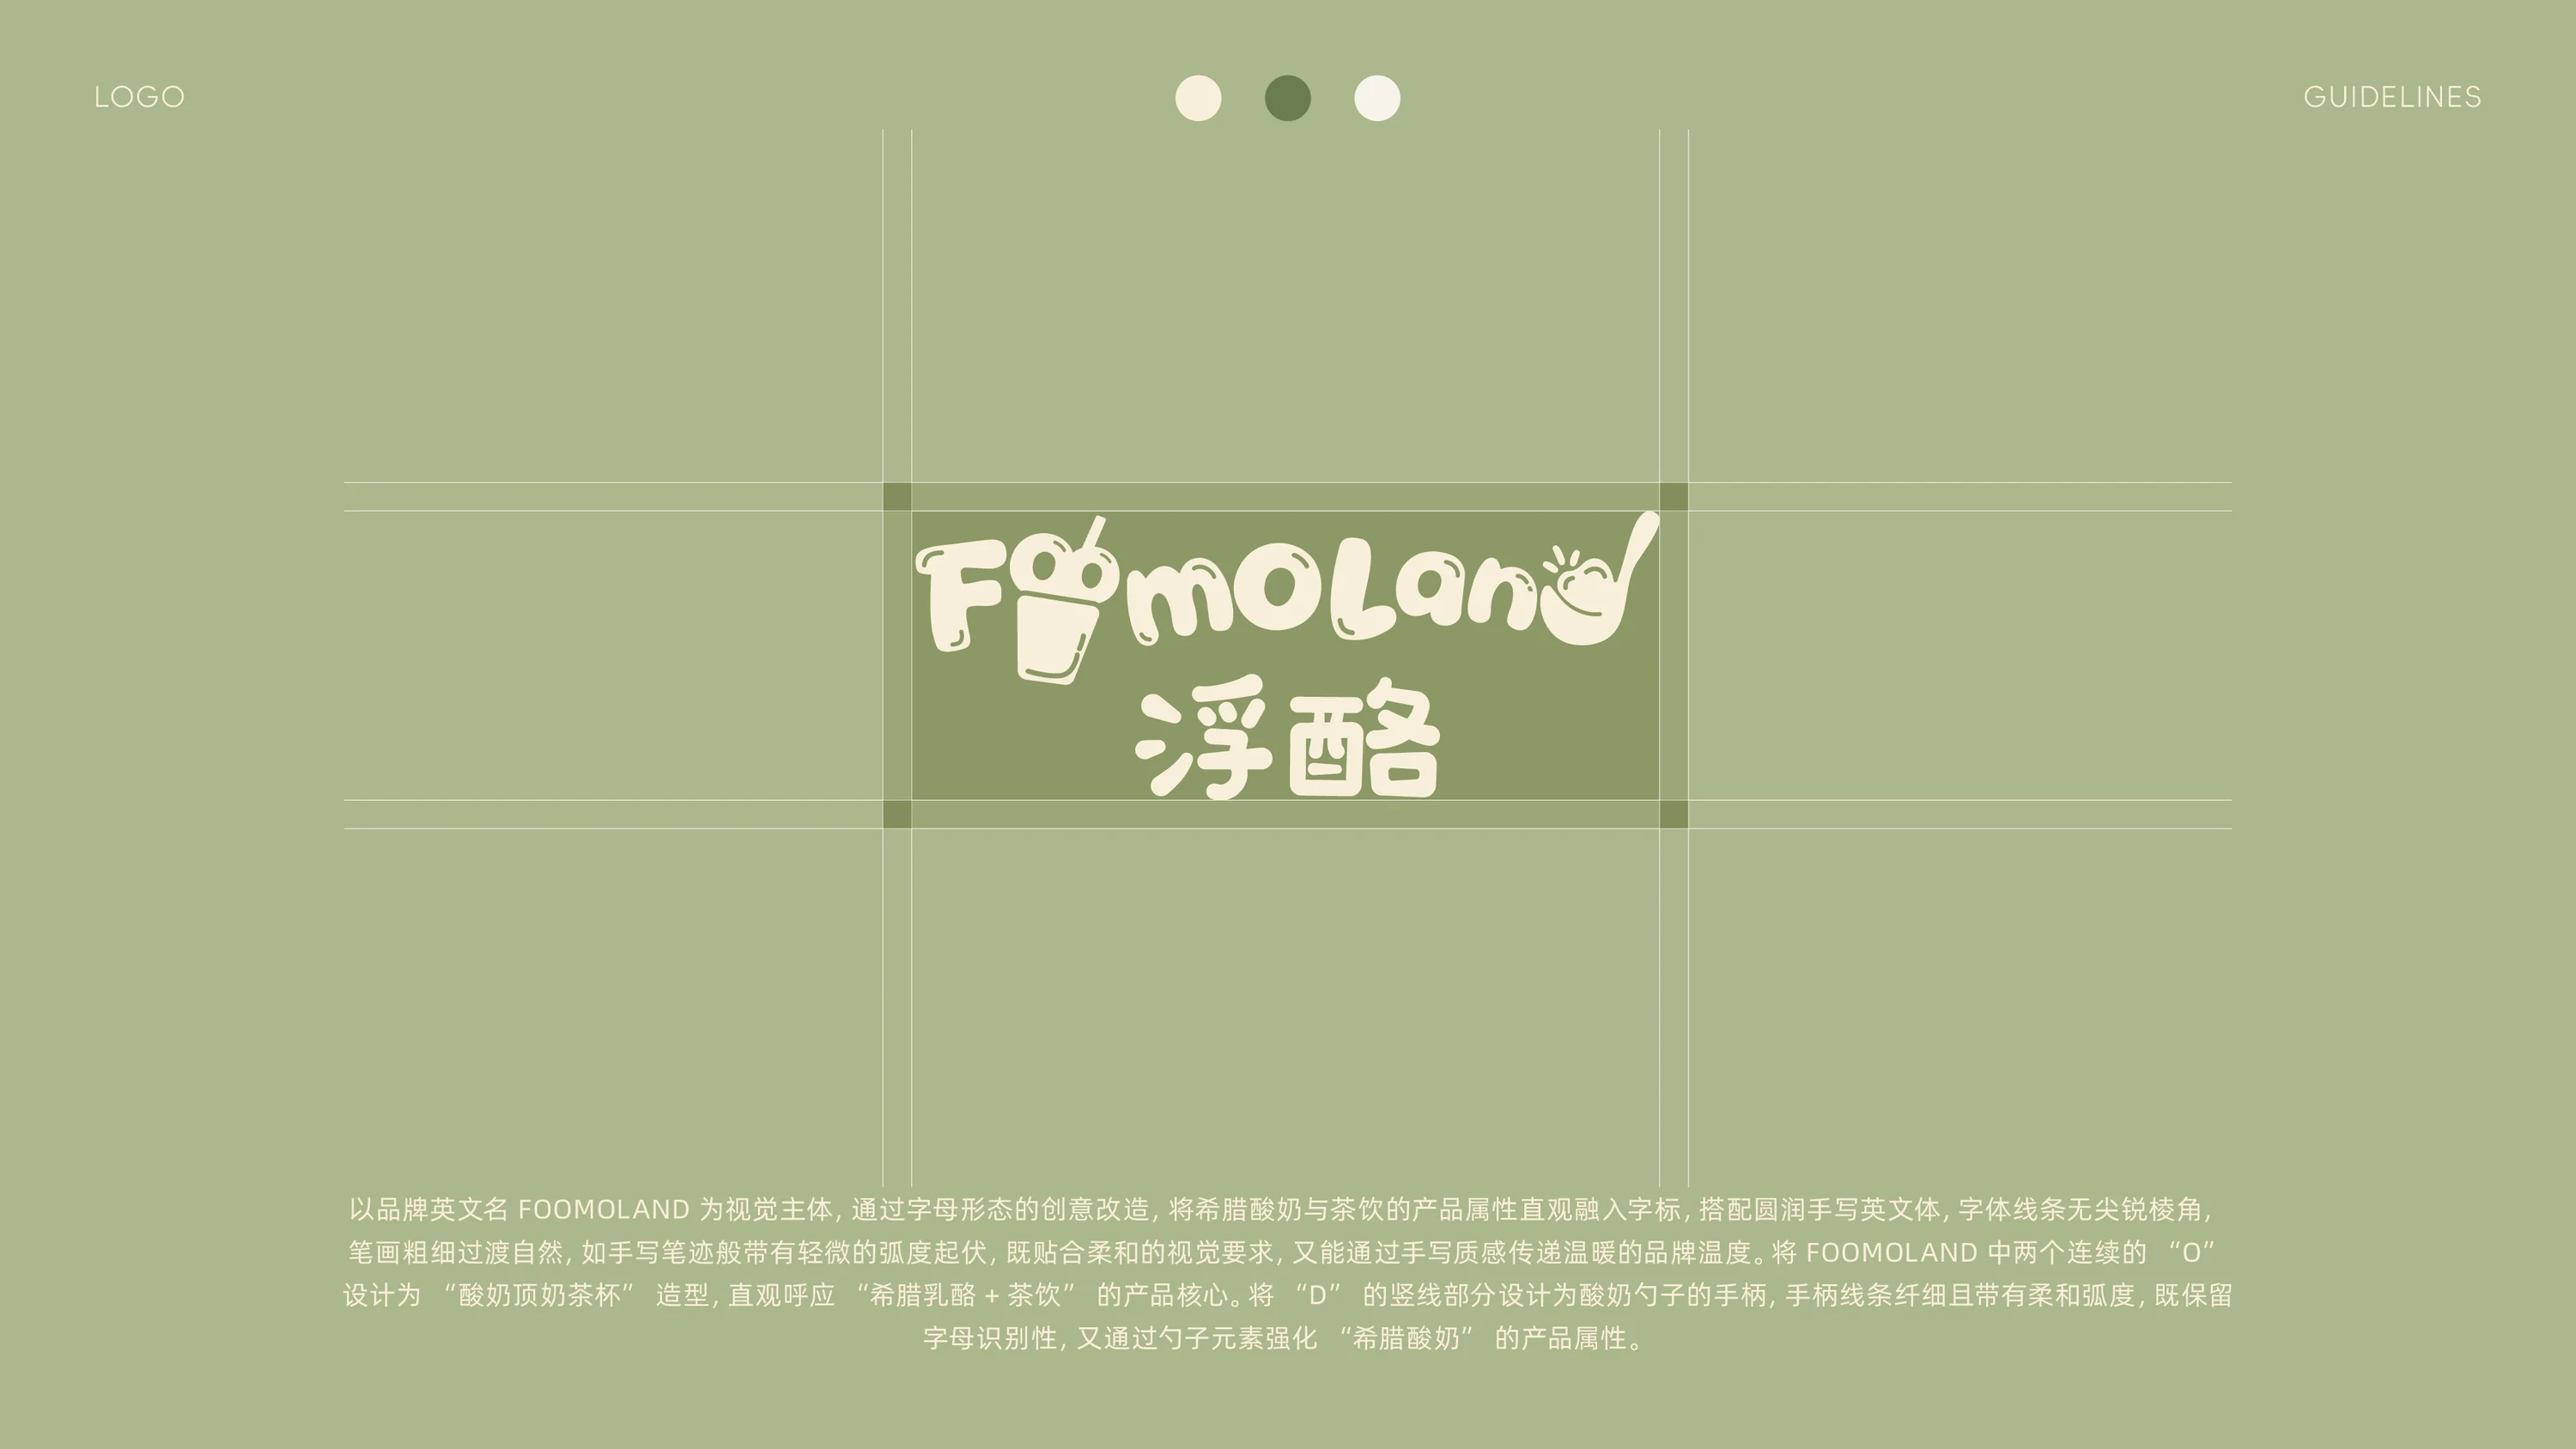 LOGO
GUIDELINES
FOOMOLAND
浮酪
以品牌英文名 FOOMOLAND 为视觉主体, 通过字母形态的创意改造, 将希腊酸奶与茶饮的产品属性直观融入字标, 搭配圆润手写英文体, 字体线条无尖锐棱角,
笔画粗细过渡自然, 如手写笔迹般带有轻微的弧度起伏, 既贴合柔和的视觉要求, 又能通过手写质感传递温暖的品牌温度。将 FOOMOLAND 中两个连续的 “O”
设计为 “酸奶顶奶茶杯” 造型, 直观呼应 “希腊乳酪 + 茶饮” 的产品核心。将 “D” 的竖线部分设计为酸奶勺子的手柄, 手柄线条纤细且带有柔和弧度, 既保留
字母识别性, 又通过勺子元素强化 “希腊酸奶” 的产品属性。